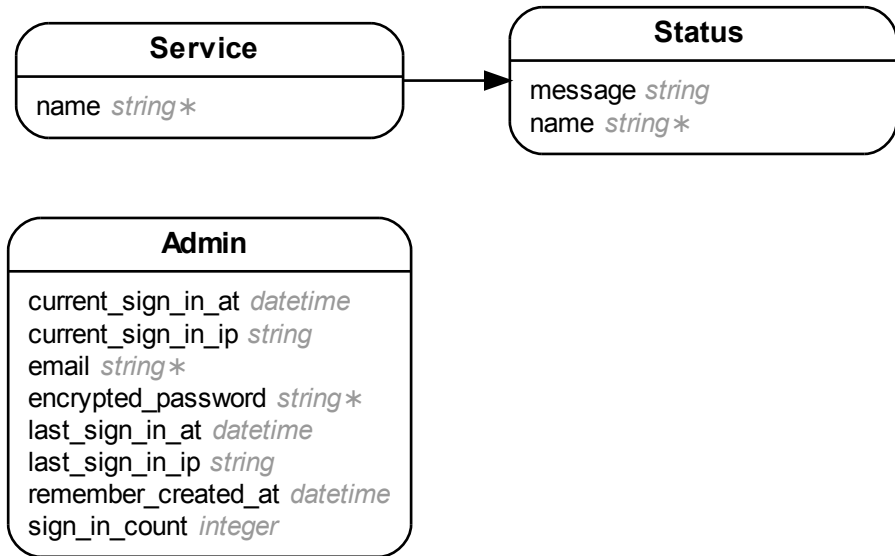 Service
name string∗
Status
message string
name string∗
Admin
current_sign_in_at datetime
current_sign_in_ip string
email string∗
encrypted_password string∗
last_sign_in_at datetime
last_sign_in_ip string
remember_created_at datetime
sign_in_count integer